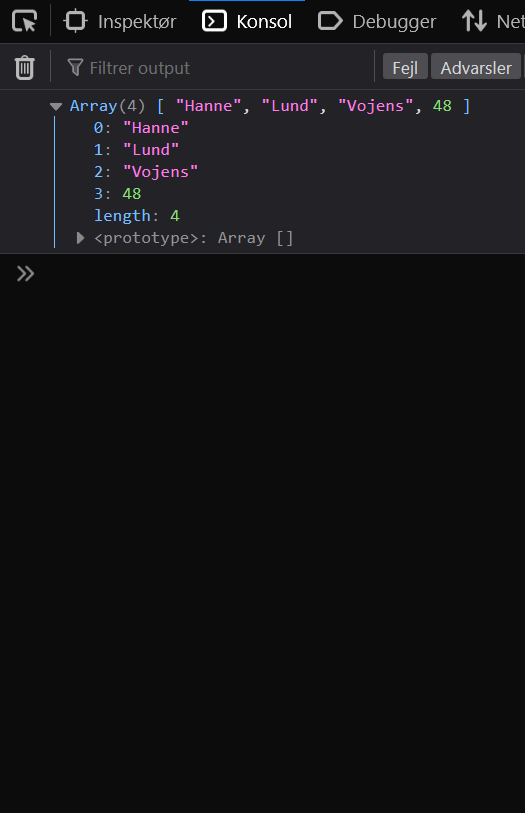 Inspektør Konsol Debugger Net
Filtrer output Fejl Advarsler
Array(4) [ "Hanne", "Lund", "Vojens", 48 ]
0: "Hanne"
1: "Lund"
2: "Vojens"
3: 48
length: 4
<prototype>: Array []